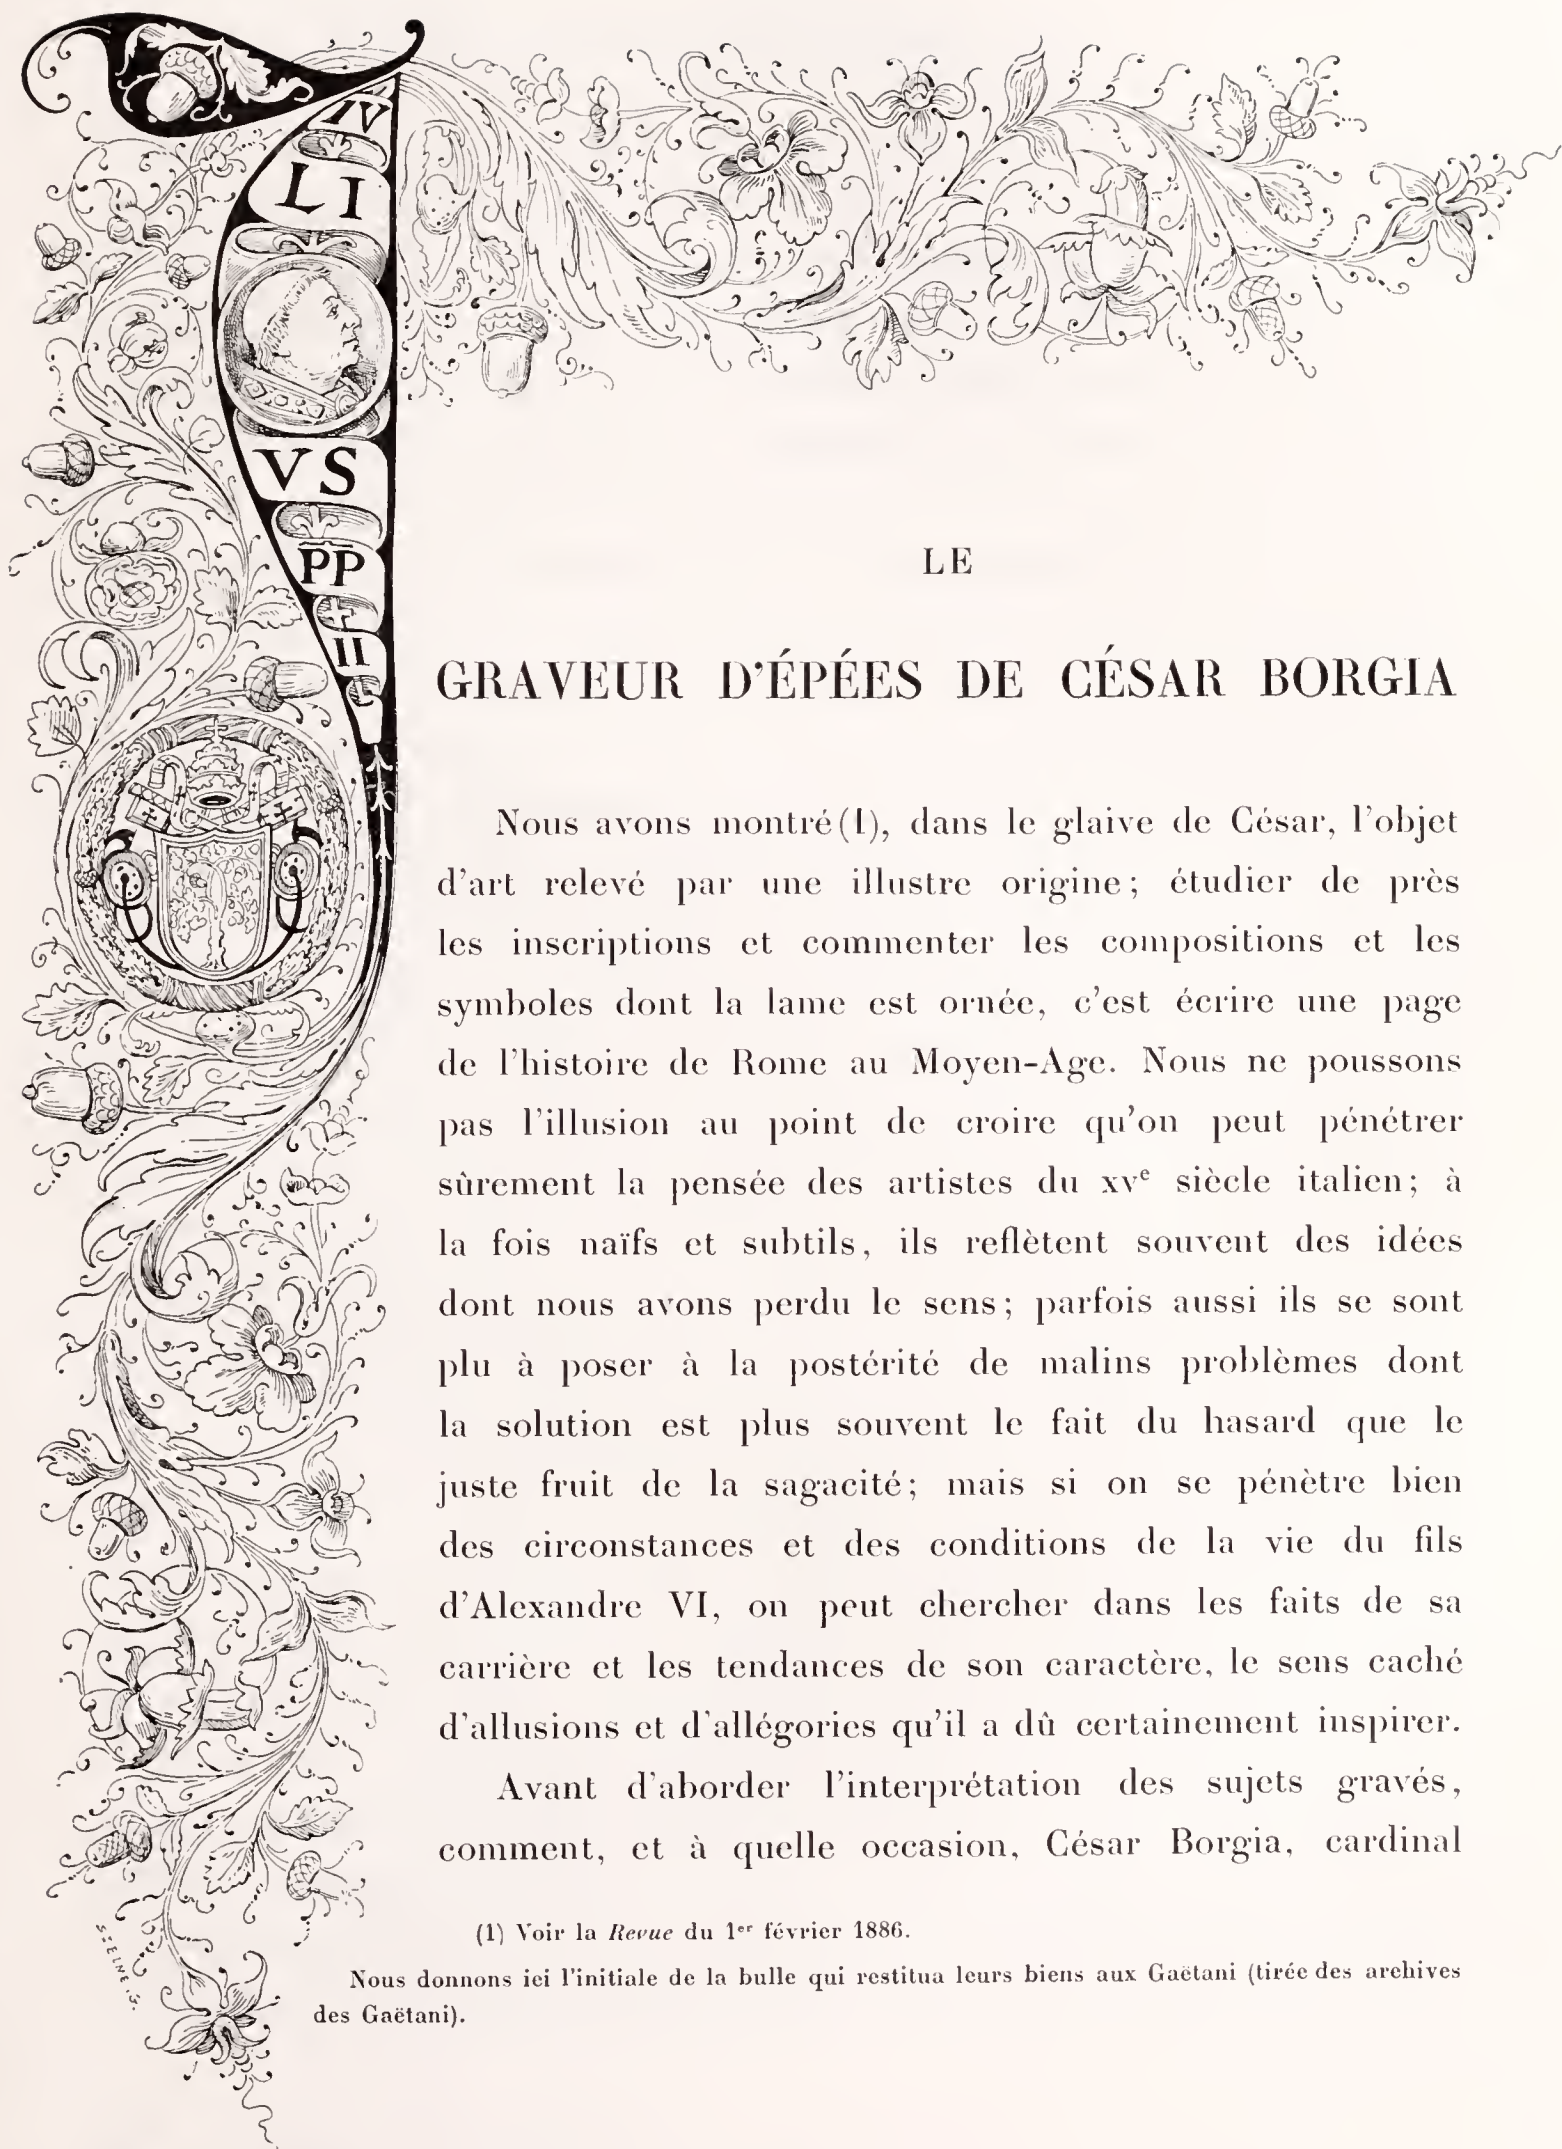 IV
LI
VS
PP
II
LE
GRAVEUR D'ÉPÉES DE CÉSAR BORGIA
Nous avons montré(1), dans le glaive de César, l'objet
d'art relevé par une illustre origine; étudier de près
les inscriptions et commenter les compositions et les
symboles dont la lame est ornée, c'est écrire une page
de l'histoire de Rome au Moyen-Age. Nous ne poussons
pas l'illusion au point de croire qu'on peut pénétrer
sûrement la pensée des artistes du xve siècle italien; à
la fois naïfs et subtils, ils reflètent souvent des idées
dont nous avons perdu le sens; parfois aussi ils se sont
plu à poser à la postérité de malins problèmes dont
la solution est plus souvent le fait du hasard que le
juste fruit de la sagacité; mais si on se pénètre bien
des circonstances et des conditions de la vie du fils
d'Alexandre VI, on peut chercher dans les faits de sa
carrière et les tendances de son caractère, le sens caché
d'allusions et d'allégories qu'il a dû certainement inspirer.
Avant d'aborder l'interprétation des sujets gravés,
comment, et à quelle occasion, César Borgia, cardinal
(1) Voir la Revue du 1er février 1886.
Nous donnons ici l'initiale de la bulle qui restitua leurs biens aux Gaëtani (tirée des archives
des Gaëtani).